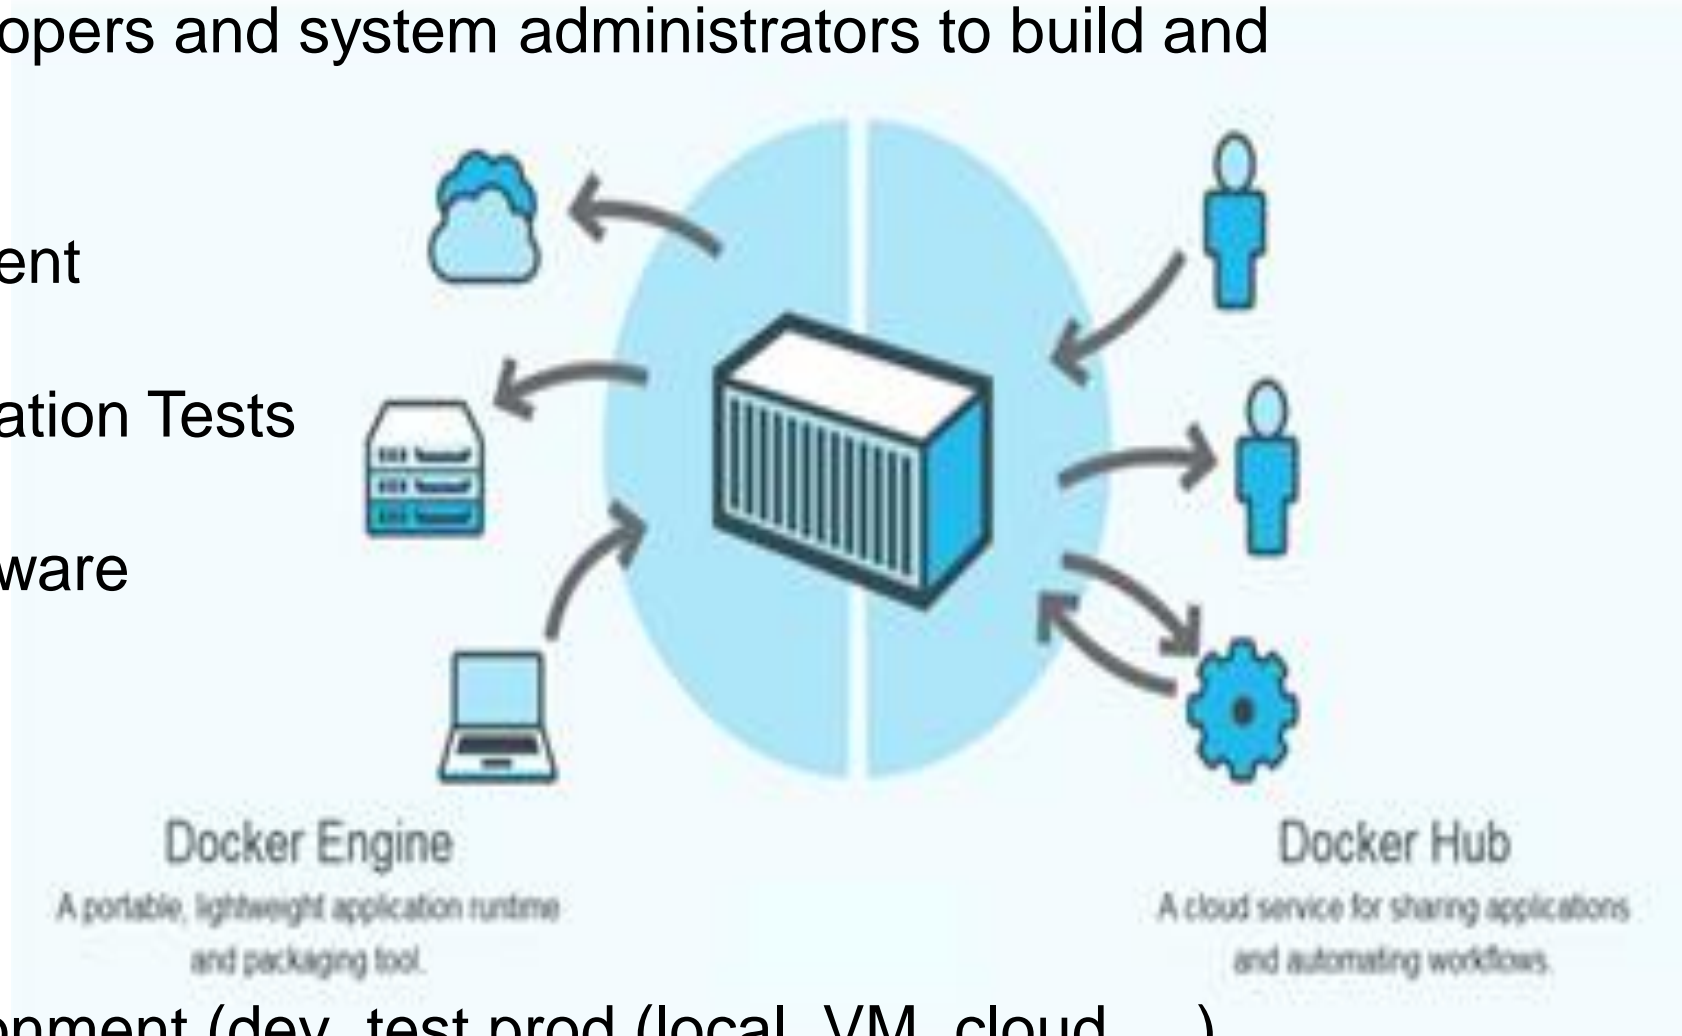 opers and system administrators to build and
ent
ation Tests
ware
Docker Engine
A portable, lightweight application runtime
and packaging tool.
Docker Hub
A cloud service for sharing applications
and automating workflows.
onment (dev, test prod (local, VM, cloud, ...)